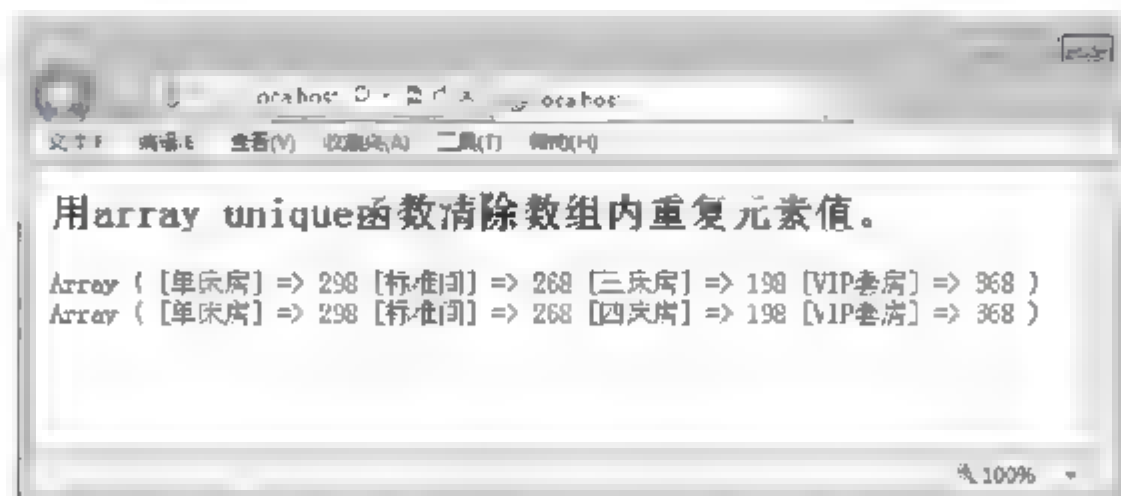 查看(V) 工具(T)
用array unique函数清除数组内重复元素值。
Array ( [单床房] => 298 [标准间] => 268 [三床房] => 198 [VIP套房] => 368 )
Array ( [单床房] => 298 [标准间] => 268 [四床房] => 198 [VIP套房] => 368 )
100%